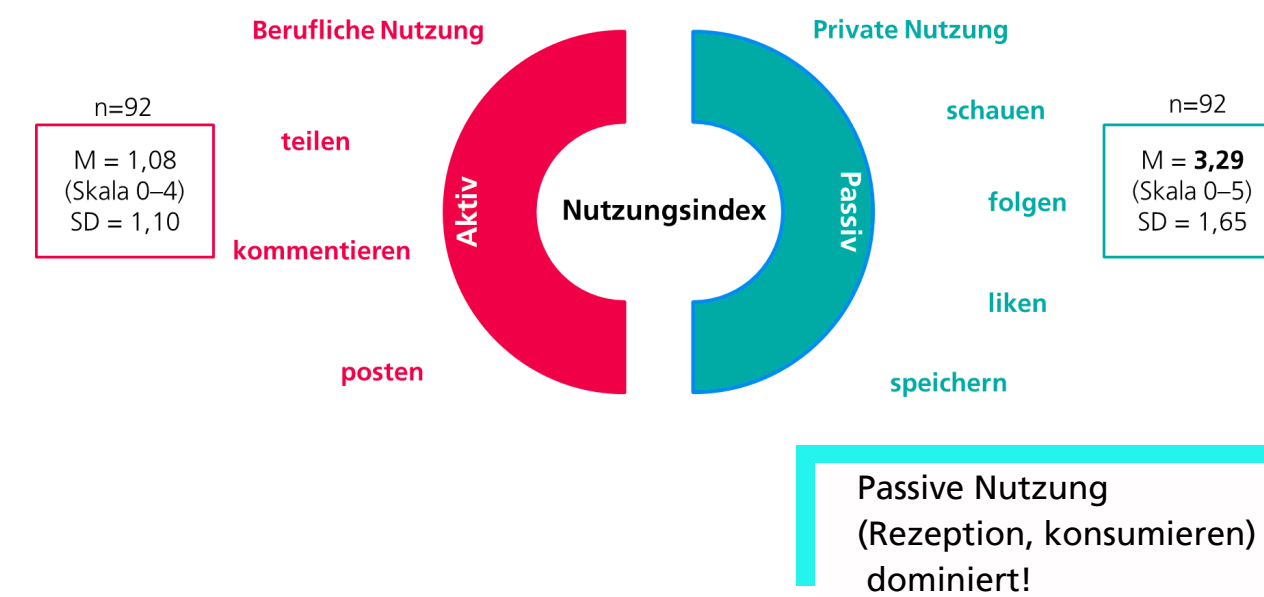 Berufliche Nutzung
Private Nutzung
n=92
M = 1,08
(Skala 0–4)
SD = 1,10
teilen
kommentieren
posten
Aktiv
Nutzungsindex
Passiv
schauen
folgen
liken
speichern
n=92
M = 3,29
(Skala 0–5)
SD = 1,65
Passive Nutzung
(Rezeption, konsumieren)
dominiert!